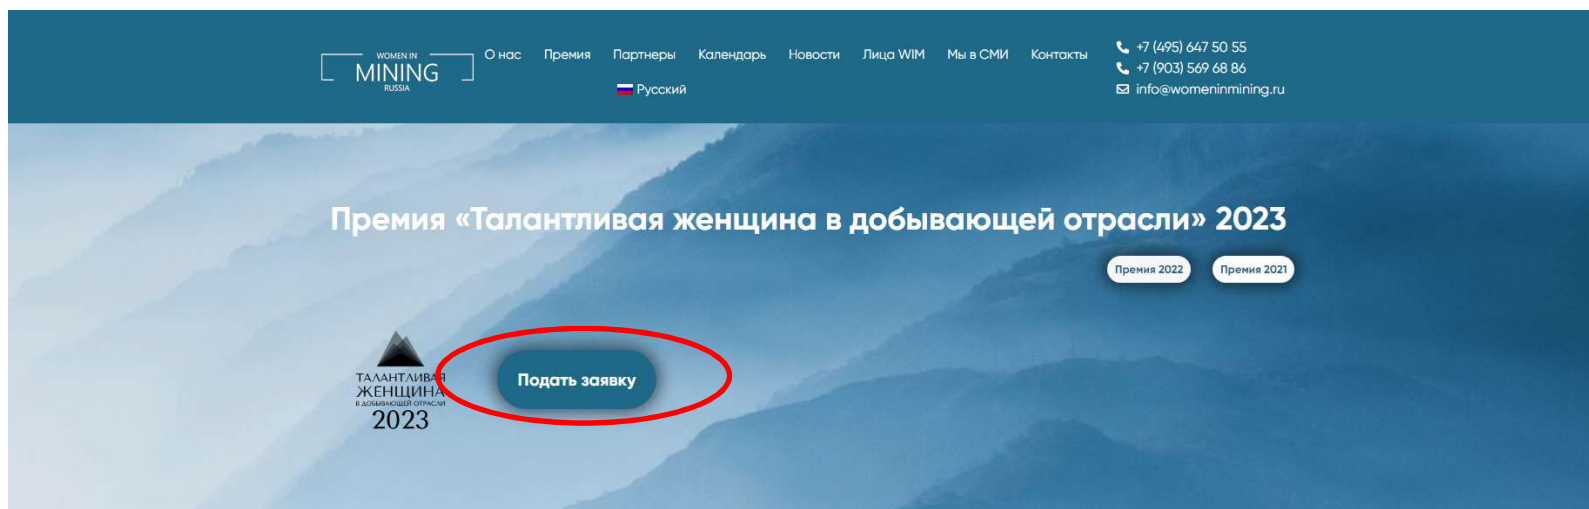 WOMEN IN
MINING
RUSSIA
О нас Премия Партнеры Календарь Новости Лица WIM Мы в СМИ Контакты
Русский
+7 (495) 647 50 55
+7 (903) 569 68 86
info@womeninmining.ru
Премия «Талантливая женщина в добывающей отрасли» 2023
Премия 2022 Премия 2021
ТАЛАНТЛИВАЯ
ЖЕНЩИНА
В ДОБЫВАЮЩЕЙ ОТРАСЛИ
2023
Подать заявку